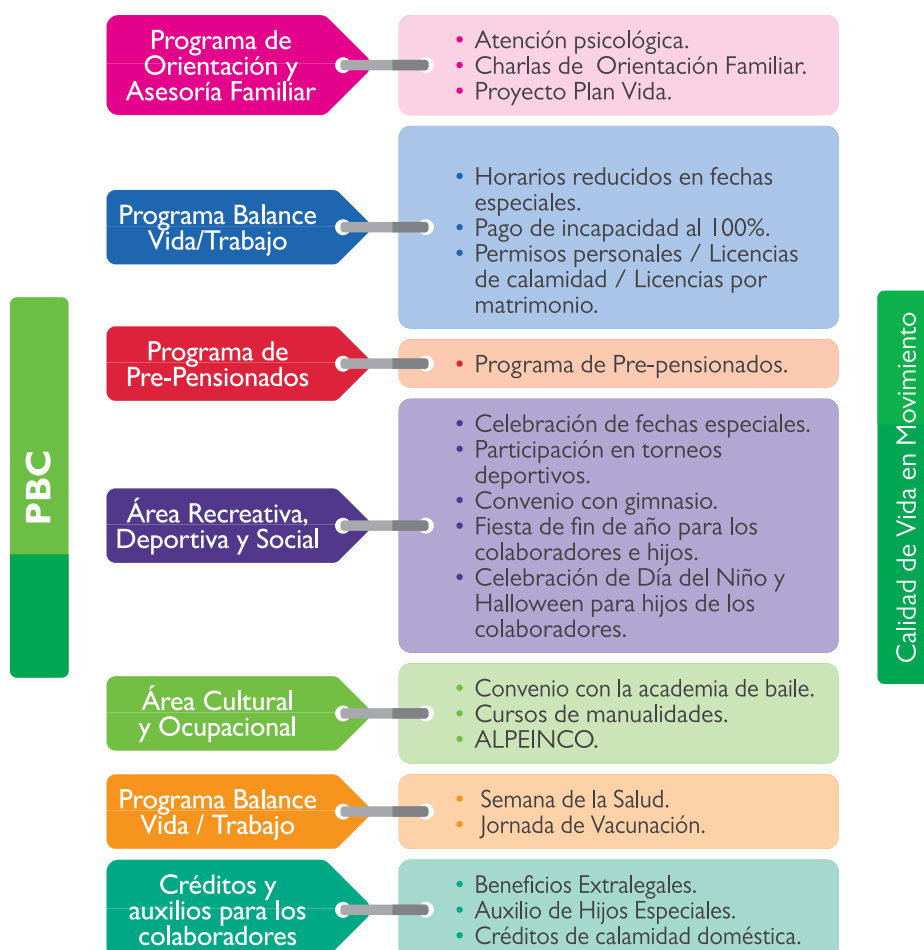 Programa de
Orientación y
Asesoría Familiar
• Atención psicológica.
• Charlas de Orientación Familiar.
• Proyecto Plan Vida.
Programa Balance
Vida/Trabajo
• Horarios reducidos en fechas
especiales.
• Pago de incapacidad al 100%.
• Permisos personales / Licencias
de calamidad / Licencias por
matrimonio.
Programa de
Pre-Pensionados
• Programa de Pre-pensionados.
PBC
Área Recreativa,
Deportiva y Social
• Celebración de fechas especiales.
• Participación en torneos
deportivos.
• Convenio con gimnasio.
• Fiesta de fin de año para los
colaboradores e hijos.
• Celebración de Día del Niño y
Halloween para hijos de los
colaboradores.
Calidad de Vida en Movimiento
Área Cultural
y Ocupacional
• Convenio con la academia de baile.
• Cursos de manualidades.
• ALPEINCO.
Programa Balance
Vida / Trabajo
• Semana de la Salud.
• Jornada de Vacunación.
Créditos y
auxilios para los
colaboradores
• Beneficios Extralegales.
• Auxilio de Hijos Especiales.
• Créditos de calamidad doméstica.